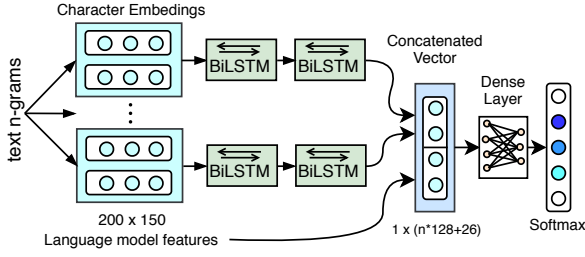 Character Embeddings
text n-grams
BiLSTM
BiLSTM
BiLSTM
BiLSTM
200 x 150
Language model features
Concatenated
Vector
1 x (n*128+26)
Dense
Layer
Softmax